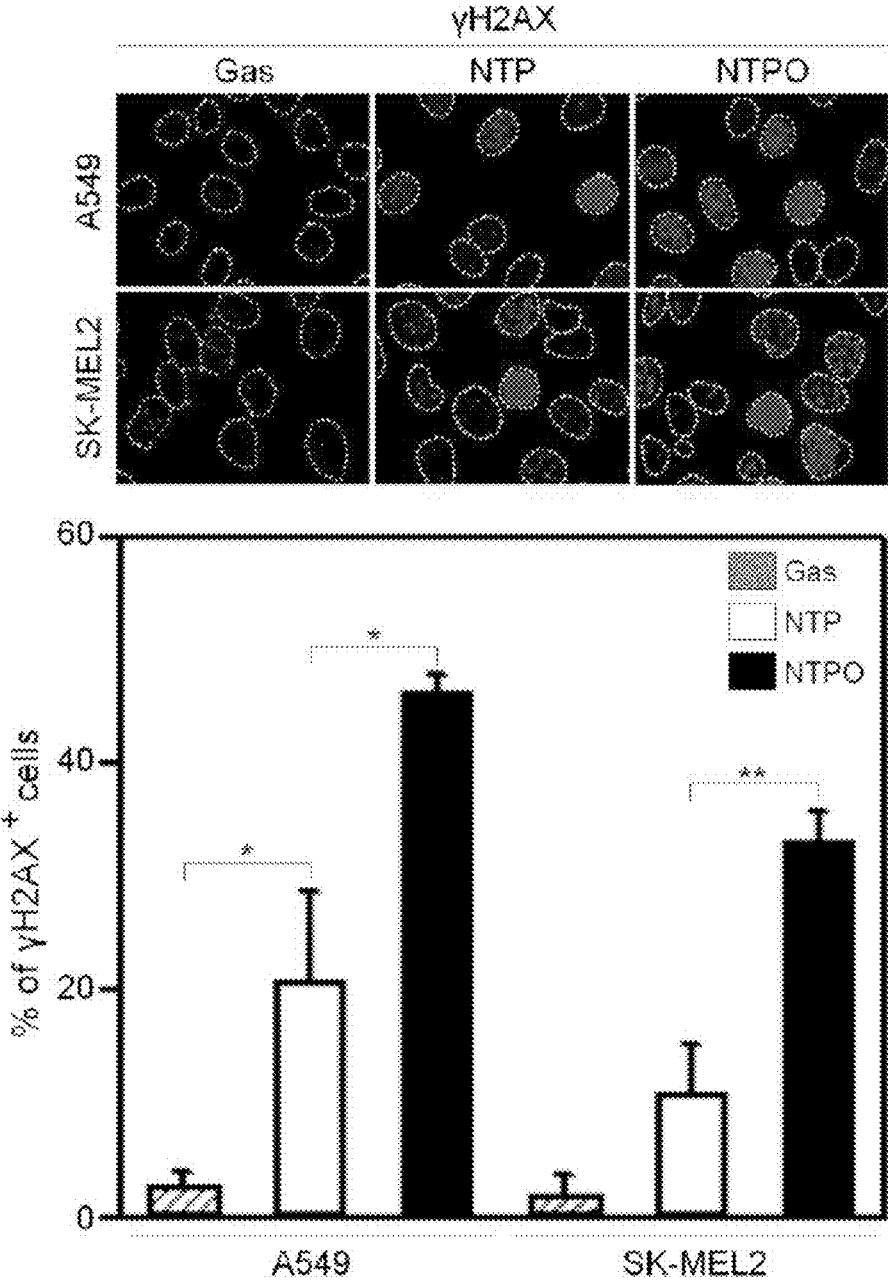 γH2AX
Gas NTP NTPO
A549
SK-MEL2
% of γH2AX + cells
60
40
20
0
Gas
NTP
NTPO
*
*
**
A549 SK-MEL2